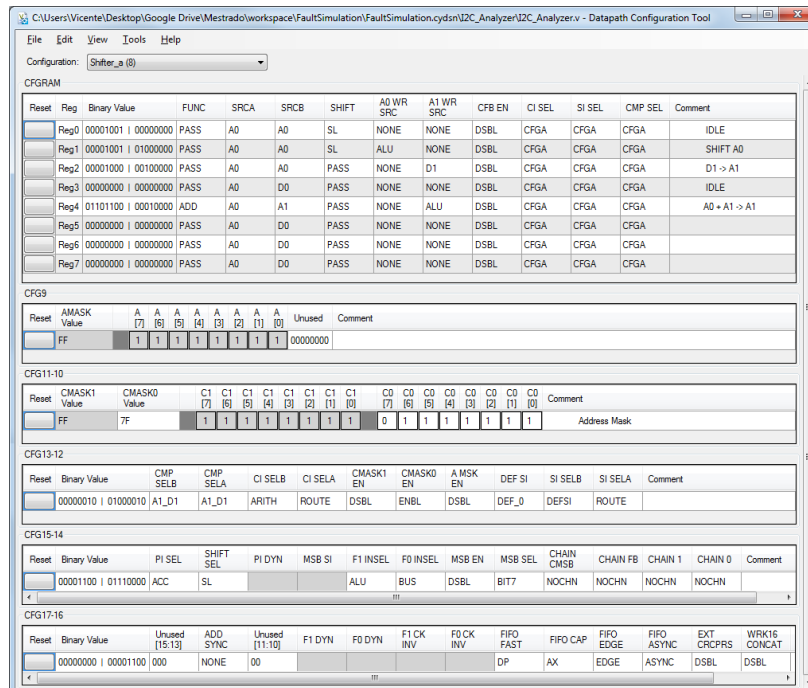 C:\Users\Vicente\Desktop\Google Drive\Mestrado\workspace\FaultSimulation\FaultSimulation.cydsn\I2C_Analyzer\I2C_Analyzer.v - Datapath Configuration Tool
File Edit View Tools Help
Configuration: Shifter_a (8)
CFGRAM
Reset Reg Binary Value FUNC SRCA SRCB SHIFT A0 WR SRC A1 WR SRC CFB EN CI SEL SI SEL CMP SEL Comment
Reg0 00001001 | 00000000 PASS A0 A0 SL NONE NONE DSBL CFGA CFGA CFGA IDLE
Reg1 00001001 | 01000000 PASS A0 A0 SL ALU NONE DSBL CFGA CFGA CFGA SHIFT A0
Reg2 00001000 | 00100000 PASS A0 A0 PASS NONE D1 DSBL CFGA CFGA CFGA D1 -> A1
Reg3 00000000 | 00000000 PASS A0 D0 PASS NONE NONE DSBL CFGA CFGA CFGA IDLE
Reg4 01101100 | 00010000 ADD A0 A1 PASS NONE ALU DSBL CFGA CFGA CFGA A0 + A1 -> A1
Reg5 00000000 | 00000000 PASS A0 D0 PASS NONE NONE DSBL CFGA CFGA CFGA
Reg6 00000000 | 00000000 PASS A0 D0 PASS NONE NONE DSBL CFGA CFGA CFGA
Reg7 00000000 | 00000000 PASS A0 D0 PASS NONE NONE DSBL CFGA CFGA CFGA
CFG9
Reset AMASK Value A [7] A [6] A [5] A [4] A [3] A [2] A [1] A [0] Unused Comment
FF 1 1 1 1 1 1 1 1 00000000
CFG11-10
Reset CMASK1 Value CMASK0 Value C1 [7] C1 [6] C1 [5] C1 [4] C1 [3] C1 [2] C1 [1] C1 [0] C0 [7] C0 [6] C0 [5] C0 [4] C0 [3] C0 [2] C0 [1] C0 [0] Comment
FF 7F 1 1 1 1 1 1 1 1 0 1 1 1 1 1 1 1 Address Mask
CFG13-12
Reset Binary Value CMP SELB CMP SELA CI SELB CI SELA CMASK1 EN CMASK0 EN A MSK EN DEF SI SI SELB SI SELA Comment
00000010 | 01000010 A1_D1 A1_D1 ARITH ROUTE DSBL ENBL DSBL DEF_0 DEFSI ROUTE
CFG15-14
Reset Binary Value PI SEL SHIFT SEL PI DYN MSB SI F1 INSEL F0 INSEL MSB EN MSB SEL CHAIN CMSB CHAIN FB CHAIN 1 CHAIN 0 Comment
00001100 | 01110000 ACC SL ALU BUS DSBL BIT7 NOCHN NOCHN NOCHN NOCHN
CFG17-16
Reset Binary Value Unused [15:13] ADD SYNC Unused [11:10] F1 DYN F0 DYN F1 CK INV F0 CK INV FIFO FAST FIFO CAP FIFO EDGE FIFO ASYNC EXT CRCPRS WRK16 CONCAT
00000000 | 00001100 000 NONE 00 DP AX EDGE ASYNC DSBL DSBL